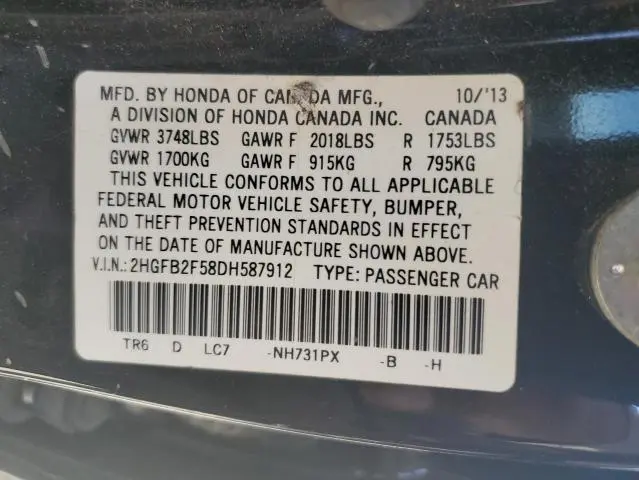 MFD. BY HONDA OF CANADA MFG., 10/'13
A DIVISION OF HONDA CANADA INC. CANADA
GVWR 3748LBS GAWR F 2018LBS R 1753LBS
GVWR 1700KG GAWR F 915KG R 795KG
THIS VEHICLE CONFORMS TO ALL APPLICABLE
FEDERAL MOTOR VEHICLE SAFETY, BUMPER,
AND THEFT PREVENTION STANDARDS IN EFFECT
ON THE DATE OF MANUFACTURE SHOWN ABOVE.
V.I.N.: 2HGFB2F58DH587912 TYPE: PASSENGER CAR
TR6 D LC7 -NH731PX -B -H